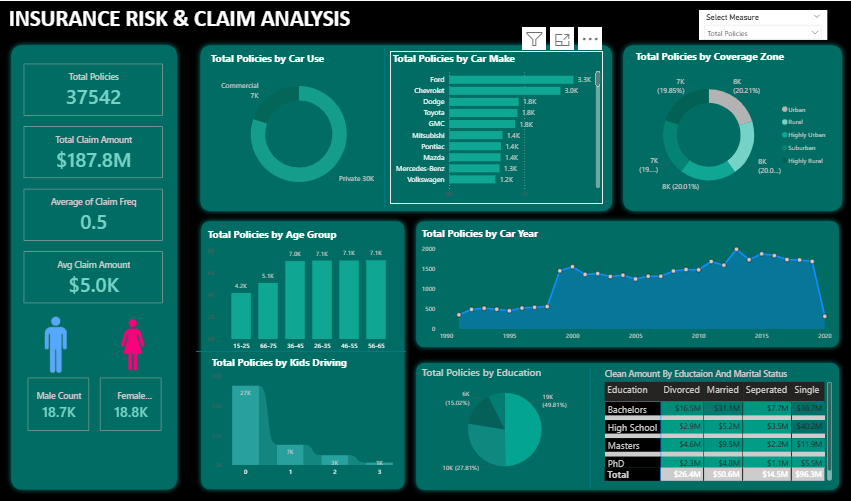 INSURANCE RISK & CLAIM ANALYSIS
Select Measure
Total Policies
Total Policies
37542
Total Claim Amount
$187.8M
Average of Claim Freq
0.5
Avg Claim Amount
$5.0K
Male Count
18.7K
Female...
18.8K
Total Policies by Car Use
Commercial
7K
Private 30K
Total Policies by Car Make
Ford 3.3K
Chevrolet 3.0K
Dodge 1.8K
Toyota 1.8K
GMC 1.8K
Mitsubishi 1.4K
Pontiac 1.4K
Mazda 1.4K
Mercedes-Benz 1.3K
Volkswagen 1.2K
Total Policies by Coverage Zone
7K
(19.85%)
8K
(20.21%)
7K
(19....)
8K
(20.0...)
8K (20.01%)
Urban
Rural
Highly Urban
Suburban
Highly Rural
Total Policies by Age Group
4.2K 5.1K 7.0K 7.1K 7.1K 7.1K
15-25 66-75 36-45 26-35 46-55 56-65
Total Policies by Car Year
2000
1500
1000
500
0
1990 1995 2000 2005 2010 2015 2020
Total Policies by Kids Driving
27K
7K
3K
1K
0 1 2 3
Total Policies by Education
6K
(15.02%)
19K
(49.81%)
10K (27.81%)
Clean Amount By Eductaion And Marital Status
Education Divorced Married Seperated Single
Bachelors $16.5M $31.1M $7.7M $38.7M
High School $2.9M $5.2M $3.5M $40.2M
Masters $4.6M $9.5M $2.2M $11.9M
PhD $2.3M $4.8M $1.1M $5.5M
Total $26.4M $50.6M $14.5M $96.3M